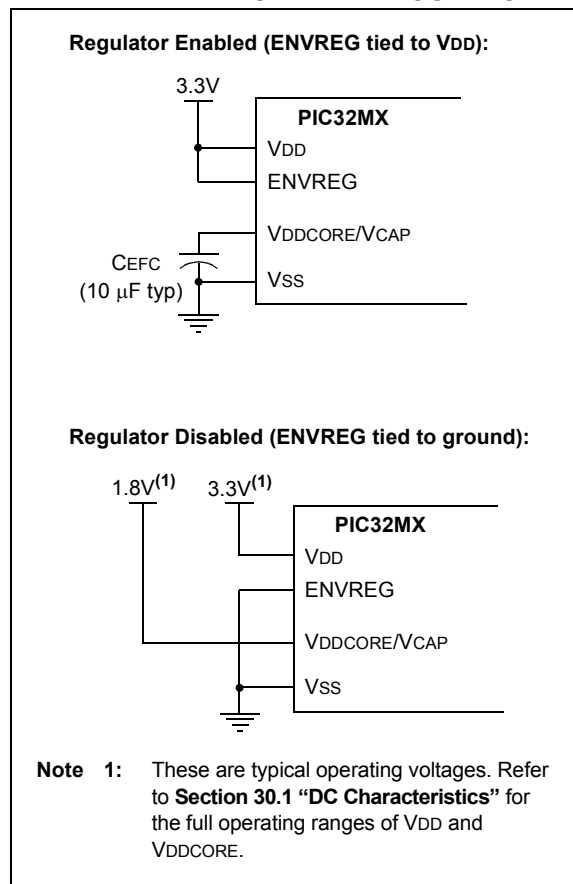 Regulator Enabled (ENVREG tied to VDD):
3.3V
PIC32MX
VDD
ENVREG
VDDCORE/VCAP
CEFC
(10 μF typ)
VSS
Regulator Disabled (ENVREG tied to ground):
1.8V(1) 3.3V(1)
PIC32MX
VDD
ENVREG
VDDCORE/VCAP
VSS
Note 1: These are typical operating voltages. Refer
to Section 30.1 “DC Characteristics” for
the full operating ranges of VDD and
VDDCORE.